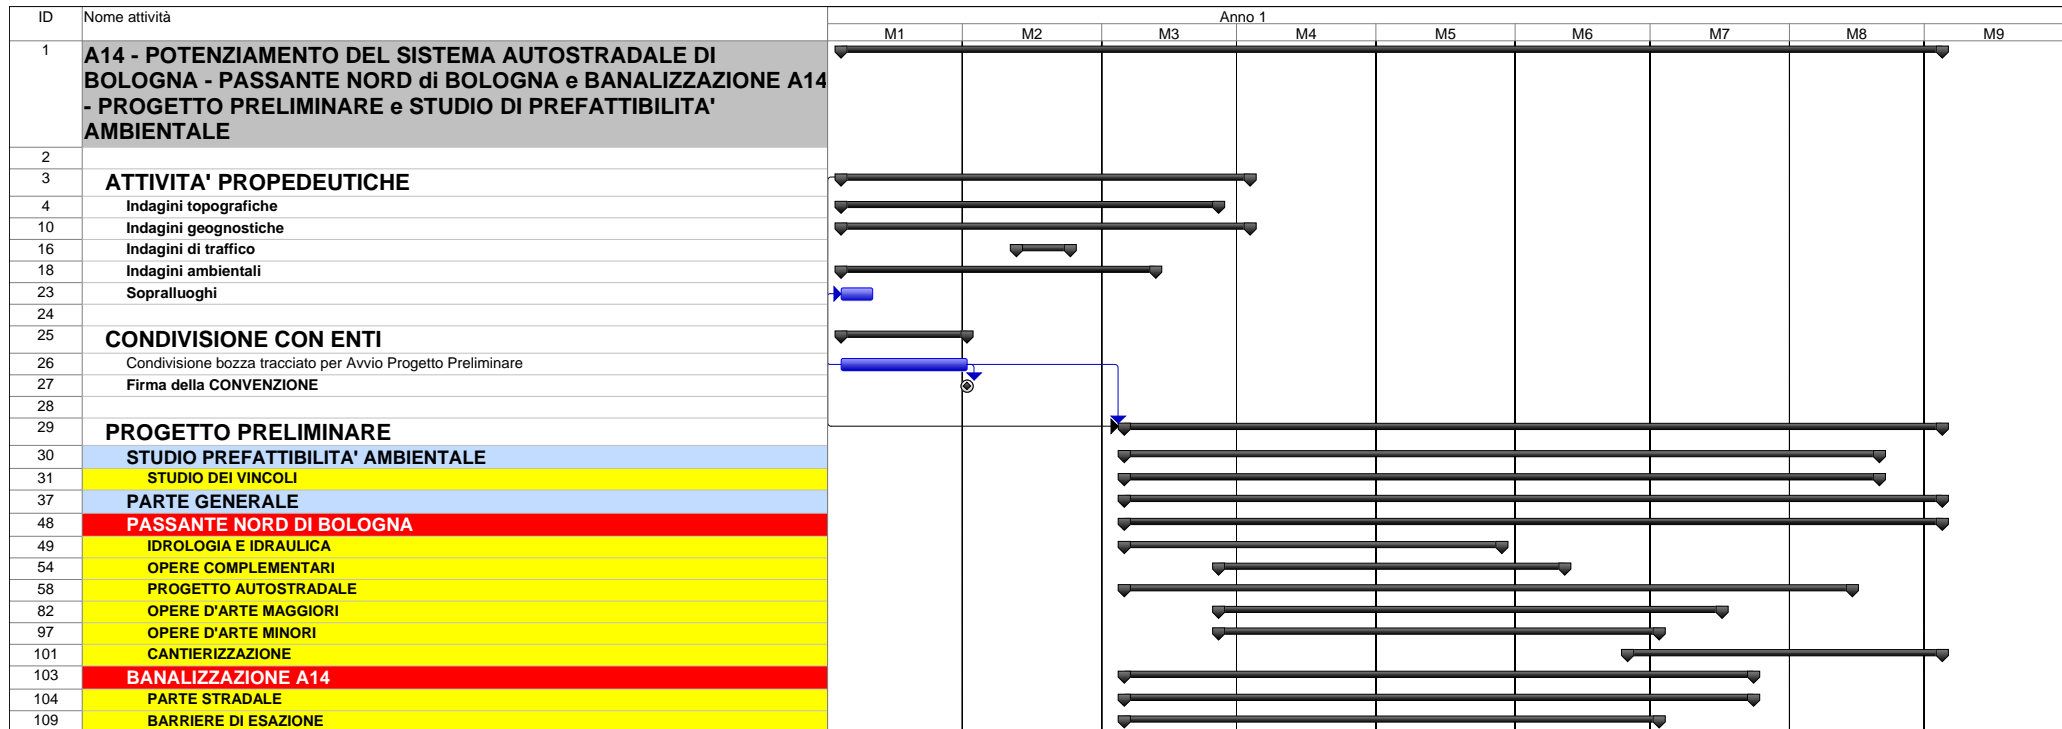 ID Nome attività Anno 1
M1 M2 M3 M4 M5 M6 M7 M8 M9
1 A14 - POTENZIAMENTO DEL SISTEMA AUTOSTRADALE DI
BOLOGNA - PASSANTE NORD di BOLOGNA e BANALIZZAZIONE A14
- PROGETTO PRELIMINARE e STUDIO DI PREFATTIBILITA'
AMBIENTALE
2
3 ATTIVITA' PROPEDEUTICHE
4 Indagini topografiche
10 Indagini geognostiche
16 Indagini di traffico
18 Indagini ambientali
23 Sopralluoghi
24
25 CONDIVISIONE CON ENTI
26 Condivisione bozza tracciato per Avvio Progetto Preliminare
27 Firma della CONVENZIONE
28
29 PROGETTO PRELIMINARE
30 STUDIO PREFATTIBILITA' AMBIENTALE
31 STUDIO DEI VINCOLI
37 PARTE GENERALE
48 PASSANTE NORD DI BOLOGNA
49 IDROLOGIA E IDRAULICA
54 OPERE COMPLEMENTARI
58 PROGETTO AUTOSTRADALE
82 OPERE D'ARTE MAGGIORI
97 OPERE D'ARTE MINORI
101 CANTIERIZZAZIONE
103 BANALIZZAZIONE A14
104 PARTE STRADALE
109 BARRIERE DI ESAZIONE